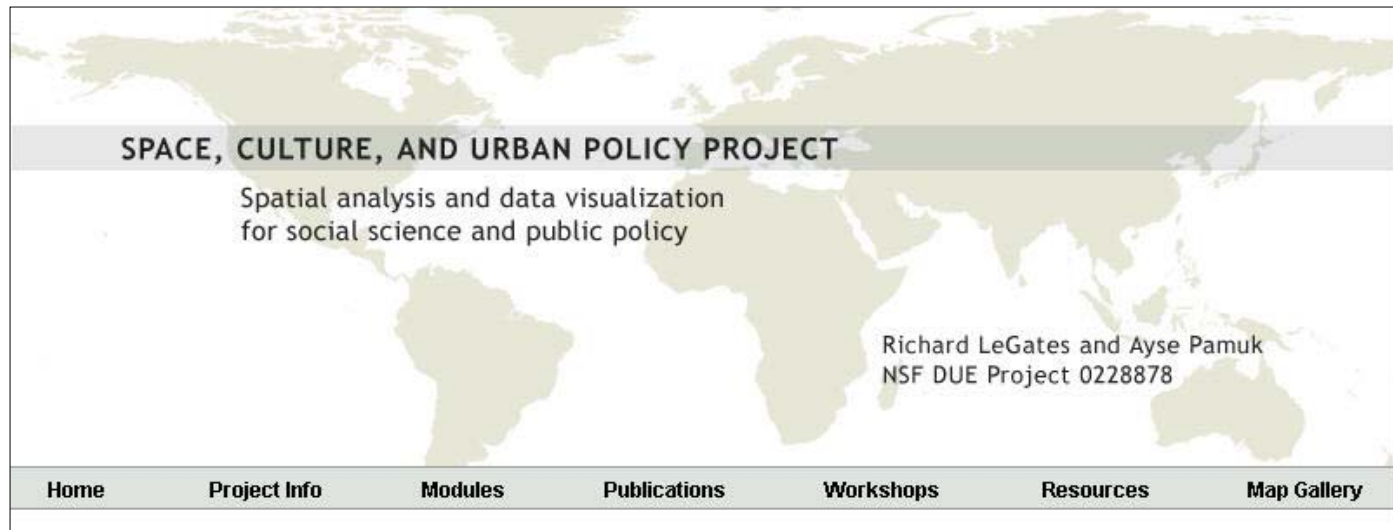 SPACE, CULTURE, AND URBAN POLICY PROJECT
Spatial analysis and data visualization
for social science and public policy
Richard LeGates and Ayse Pamuk
NSF DUE Project 0228878
Home Project Info Modules Publications Workshops Resources Map Gallery